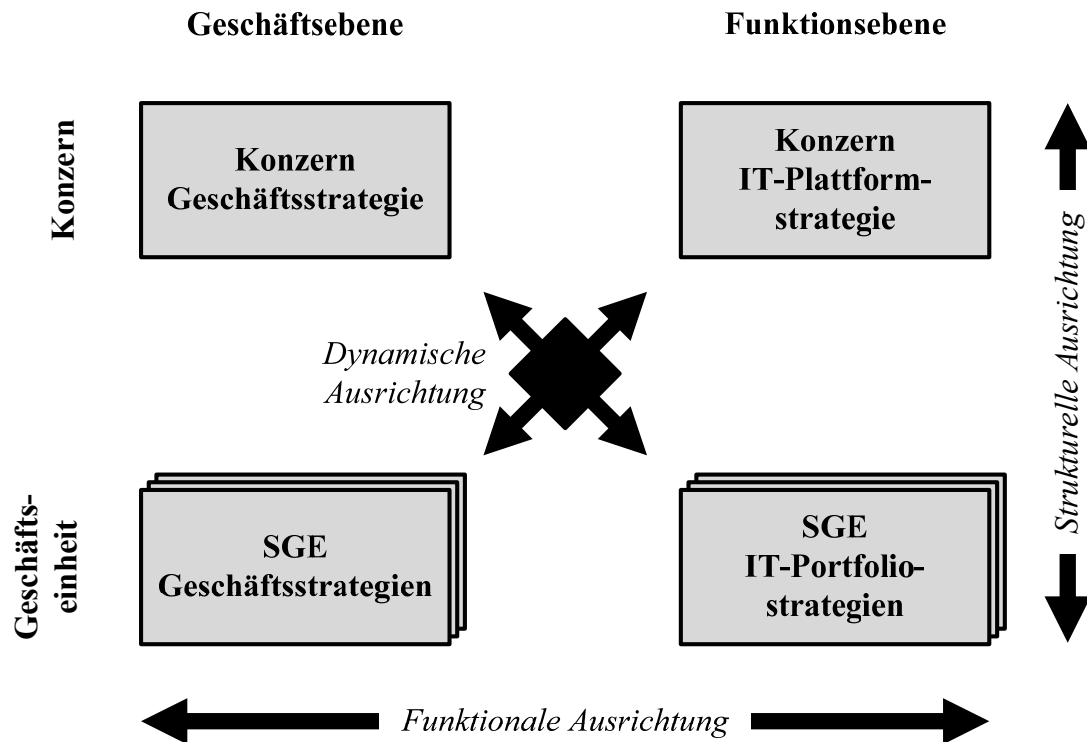 Geschäftsebene
Funktionsebene
Konzern
Konzern
Geschäftsstrategie
Konzern
IT-Plattform-
strategie
Dynamische
Ausrichtung
Strukturelle Ausrichtung
Geschäfts-
einheit
SGE
Geschäftsstrategien
SGE
IT-Portfolio-
strategien
Funktionale Ausrichtung